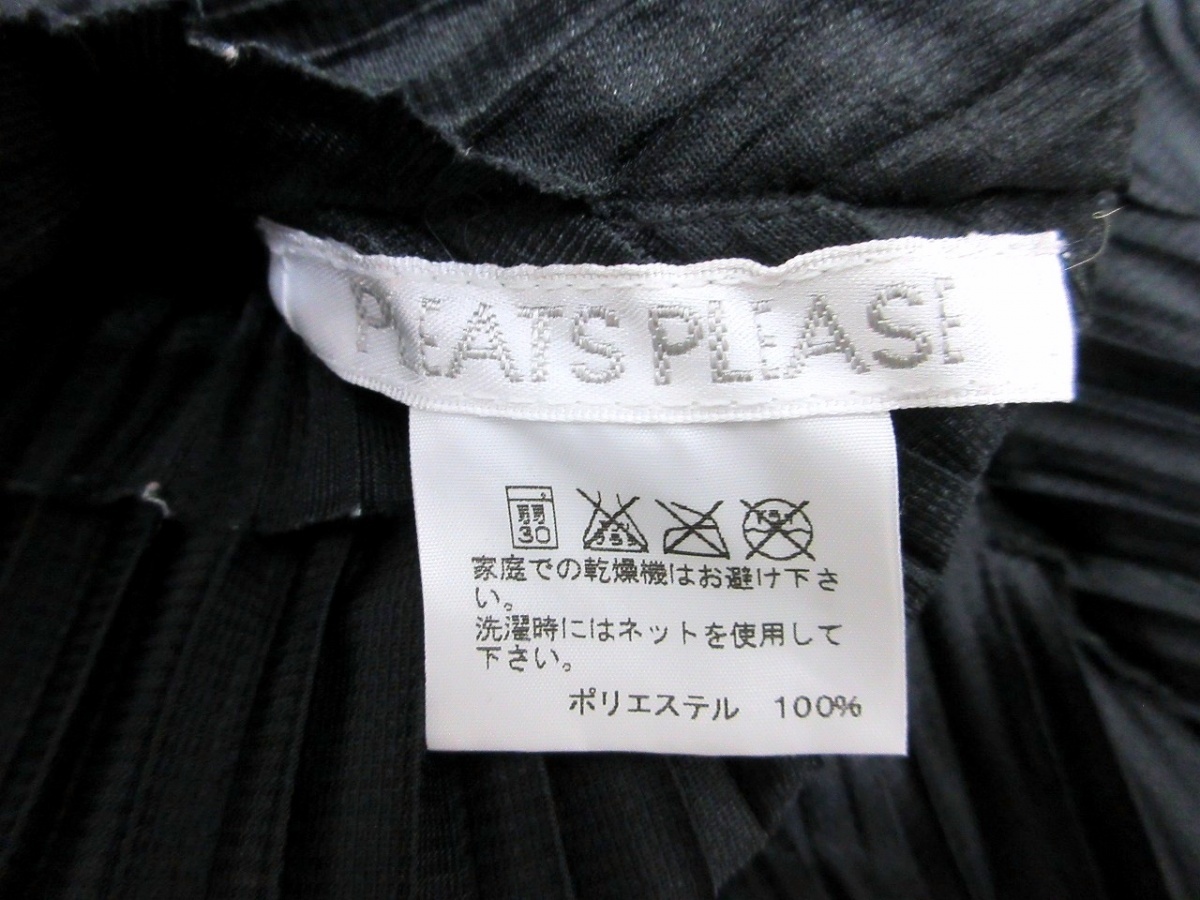 PLEATS PLEASE
弱
30
家庭での乾燥機はお避け下さ
い。
洗濯時にはネットを使用して
下さい。
ポリエステル 100%